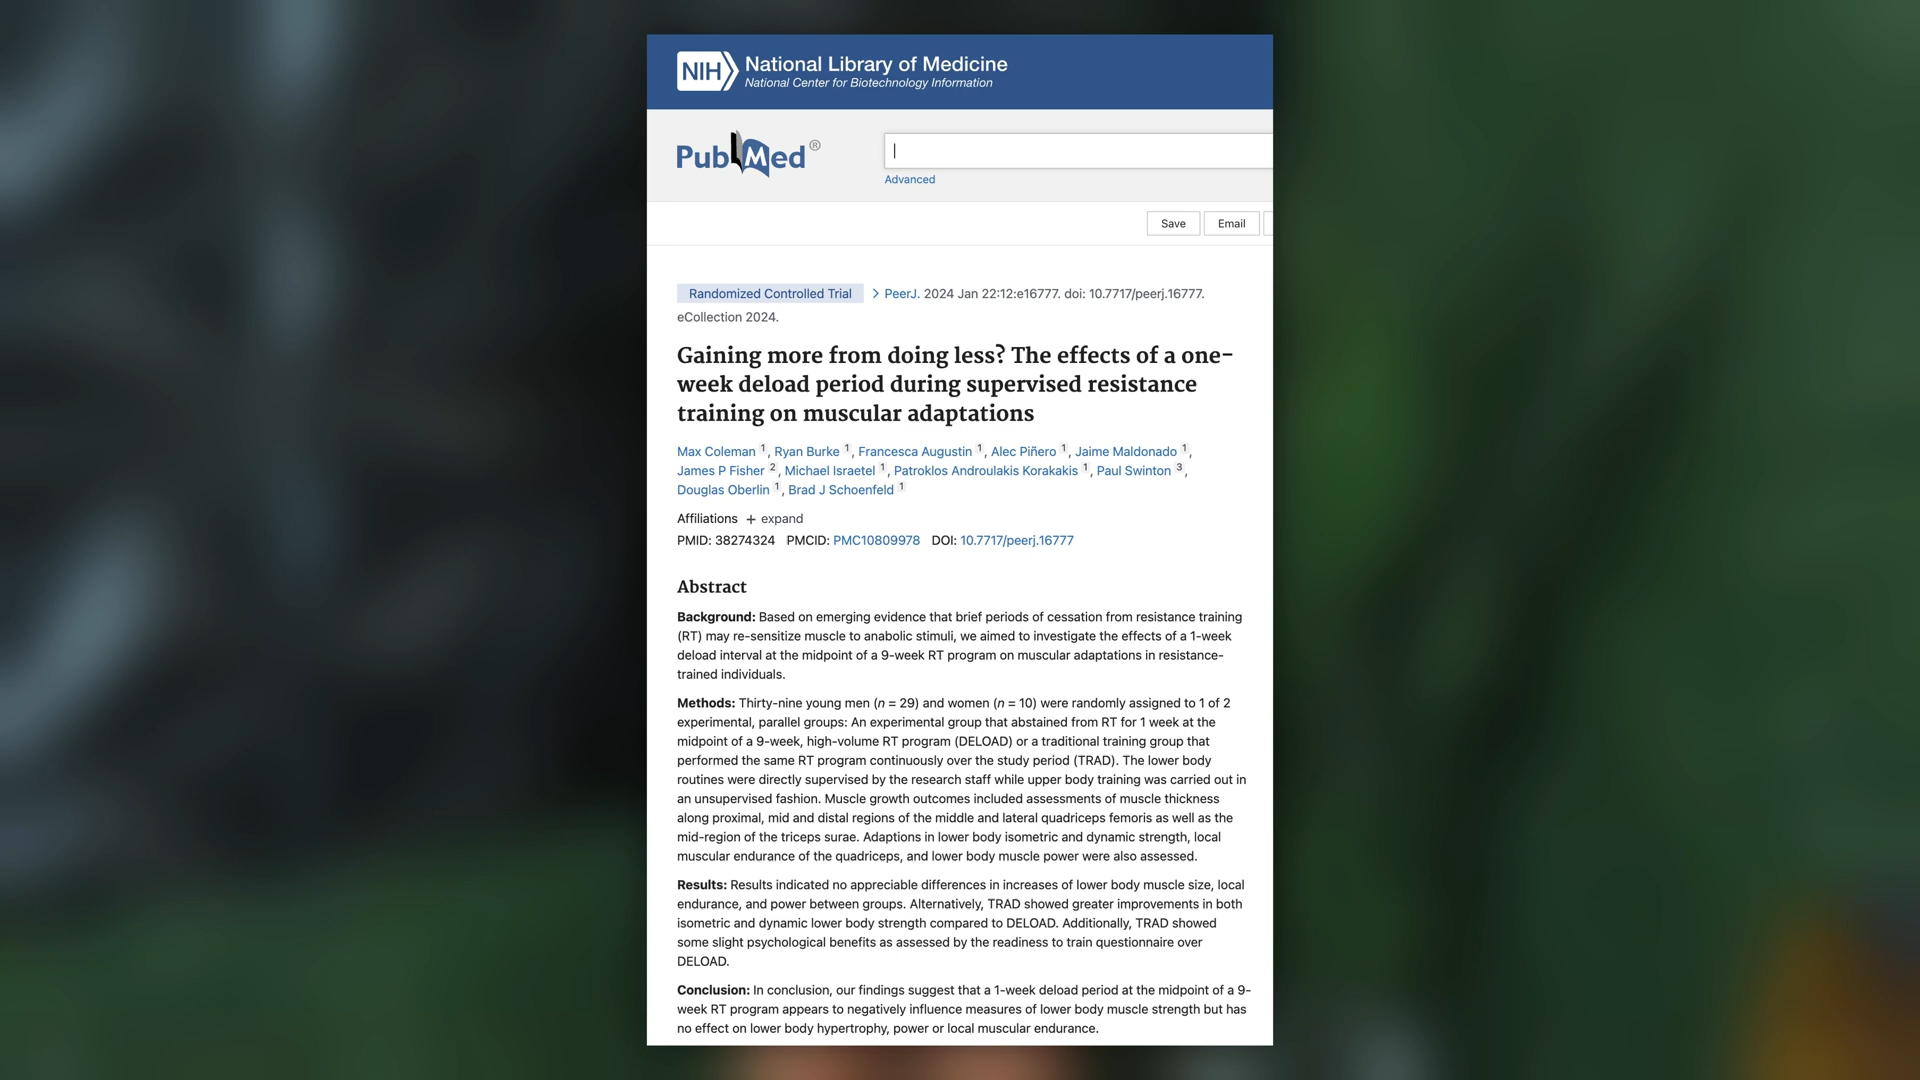 NIH National Library of Medicine
National Center for Biotechnology Information
PubMed®
Advanced
Save Email
Randomized Controlled Trial > PeerJ. 2024 Jan 22:12:e16777. doi: 10.7717/peerj.16777.
eCollection 2024.
Gaining more from doing less? The effects of a one-
week deload period during supervised resistance
training on muscular adaptations
Max Coleman 1, Ryan Burke 1, Francesca Augustin 1, Alec Piñero 1, Jaime Maldonado 1,
James P Fisher 2, Michael Israetel 1, Patroklos Androulakis Korakakis 1, Paul Swinton 3,
Douglas Oberlin 1, Brad J Schoenfeld 1
Affiliations + expand
PMID: 38274324 PMCID: PMC10809978 DOI: 10.7717/peerj.16777
Abstract
Background: Based on emerging evidence that brief periods of cessation from resistance training
(RT) may re-sensitize muscle to anabolic stimuli, we aimed to investigate the effects of a 1-week
deload interval at the midpoint of a 9-week RT program on muscular adaptations in resistance-
trained individuals.
Methods: Thirty-nine young men (n = 29) and women (n = 10) were randomly assigned to 1 of 2
experimental, parallel groups: An experimental group that abstained from RT for 1 week at the
midpoint of a 9-week, high-volume RT program (DELOAD) or a traditional training group that
performed the same RT program continuously over the study period (TRAD). The lower body
routines were directly supervised by the research staff while upper body training was carried out in
an unsupervised fashion. Muscle growth outcomes included assessments of muscle thickness
along proximal, mid and distal regions of the middle and lateral quadriceps femoris as well as the
mid-region of the triceps surae. Adaptions in lower body isometric and dynamic strength, local
muscular endurance of the quadriceps, and lower body muscle power were also assessed.
Results: Results indicated no appreciable differences in increases of lower body muscle size, local
endurance, and power between groups. Alternatively, TRAD showed greater improvements in both
isometric and dynamic lower body strength compared to DELOAD. Additionally, TRAD showed
some slight psychological benefits as assessed by the readiness to train questionnaire over
DELOAD.
Conclusion: In conclusion, our findings suggest that a 1-week deload period at the midpoint of a 9-
week RT program appears to negatively influence measures of lower body muscle strength but has
no effect on lower body hypertrophy, power or local muscular endurance.